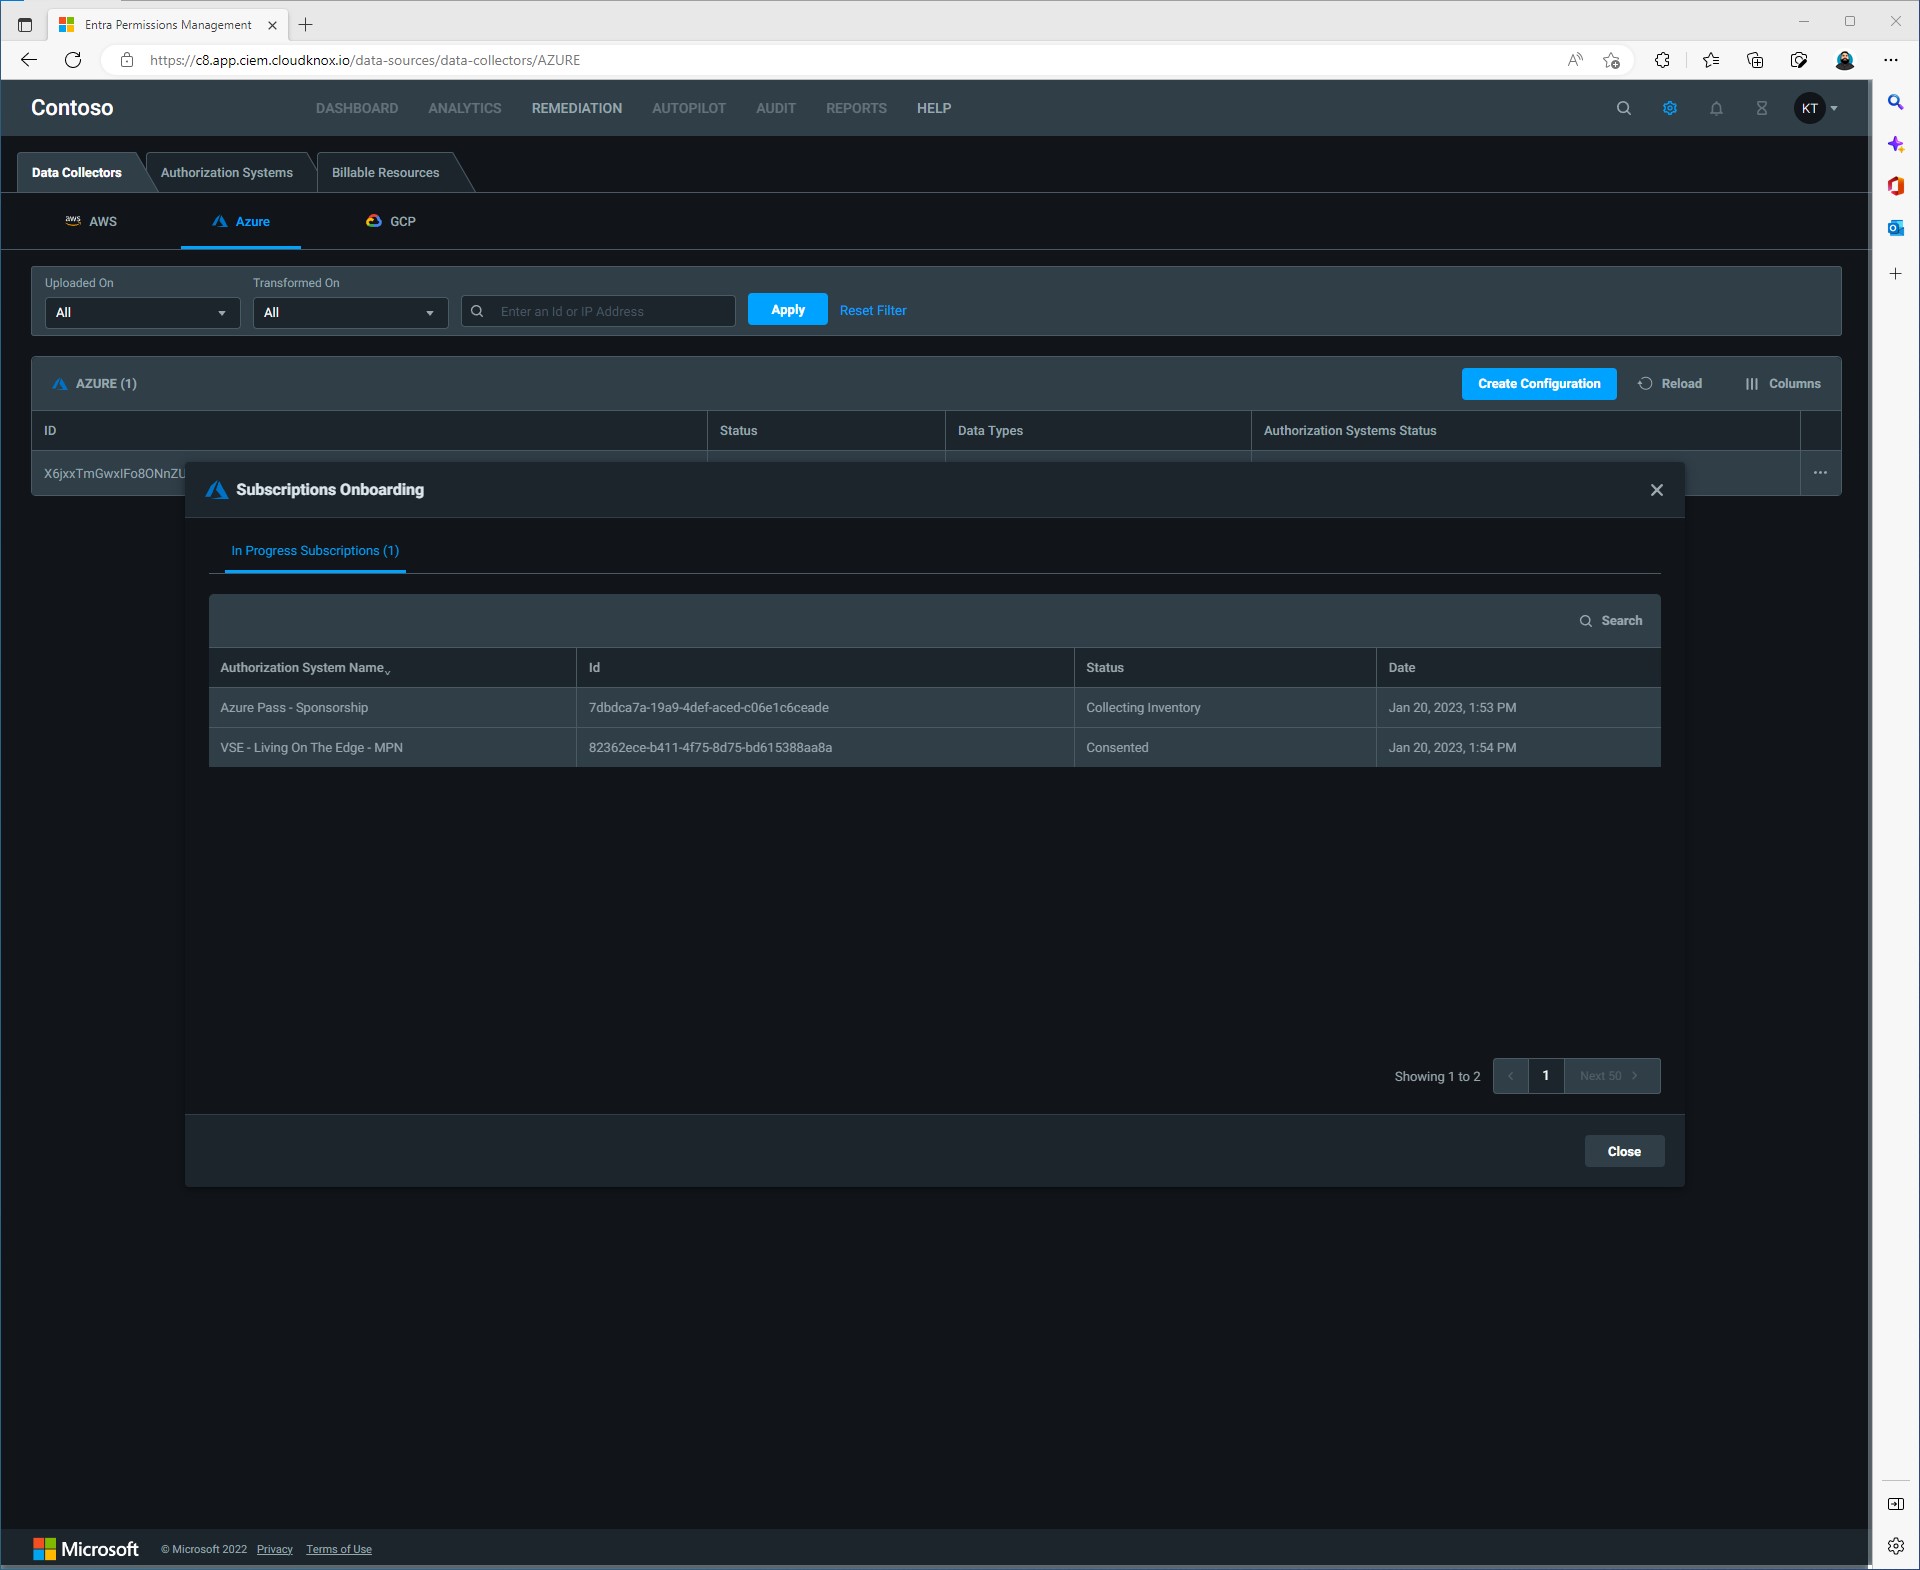 Entra Permissions Management
https://c8.app.ciem.cloudknox.io/data-sources/data-collectors/AZURE
Contoso DASHBOARD ANALYTICS REMEDIATION AUTOPILOT AUDIT REPORTS HELP KT
Data Collectors Authorization Systems Billable Resources
aws AWS Azure GCP
Uploaded On Transformed On
All All Enter an Id or IP Address Apply Reset Filter
AZURE (1) Create Configuration Reload Columns
ID Status Data Types Authorization Systems Status
Subscriptions Onboarding
In Progress Subscriptions (1)
Search
Authorization System Name Id Status Date
Azure Pass - Sponsorship 7dbdca7a-19a9-4def-aced-c06e1c6ceade Collecting Inventory Jan 20, 2023, 1:53 PM
VSE - Living On The Edge - MPN 82362ece-b411-4f75-8d75-bd615388aa8a Consented Jan 20, 2023, 1:54 PM
Showing 1 to 2 1 Next 50
Close
Microsoft © Microsoft 2022 Privacy Terms of Use